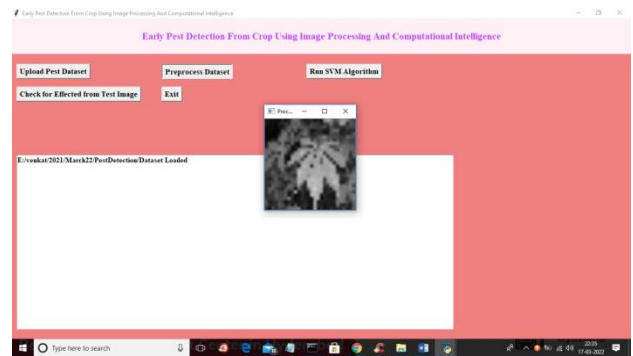 Early Pest Detection From Crop Using Image Processing And Computational Intelligence
Early Pest Detection From Crop Using Image Processing And Computational Intelligence
Upload Pest Dataset
Preprocess Dataset
Run SVM Algorithm
Check for Effected from Test Image
Exit
Proc...
E:/venkat/2021/March22/PestDetection/Dataset Loaded
Type here to search
22:35
17-03-2022